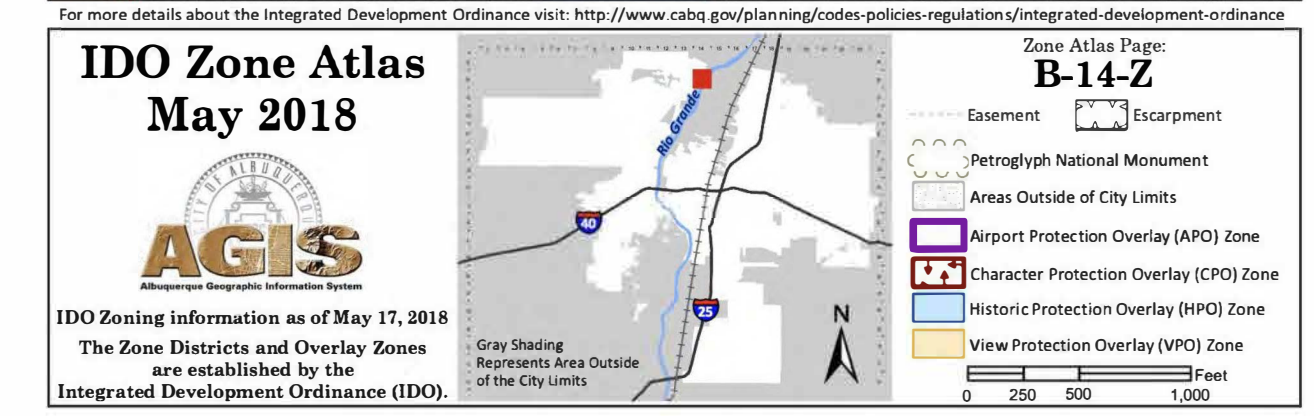 For more details about the Integrated Development Ordinance visit: http://www.cabq.gov/planning/codes-policies-regulations/integrated-development-ordinance
IDO Zone Atlas
May 2018
CITY OF ALBUQUERQUE
AGIS
Albuquerque Geographic Information System
IDO Zoning information as of May 17, 2018
The Zone Districts and Overlay Zones
are established by the
Integrated Development Ordinance (IDO).
Rio Grande
40
25
Gray Shading
Represents Area Outside
of the City Limits
N
Zone Atlas Page:
B-14-Z
Easement
Escarpment
Petroglyph National Monument
Areas Outside of City Limits
Airport Protection Overlay (APO) Zone
Character Protection Overlay (CPO) Zone
Historic Protection Overlay (HPO) Zone
View Protection Overlay (VPO) Zone
Feet
0 250 500 1,000